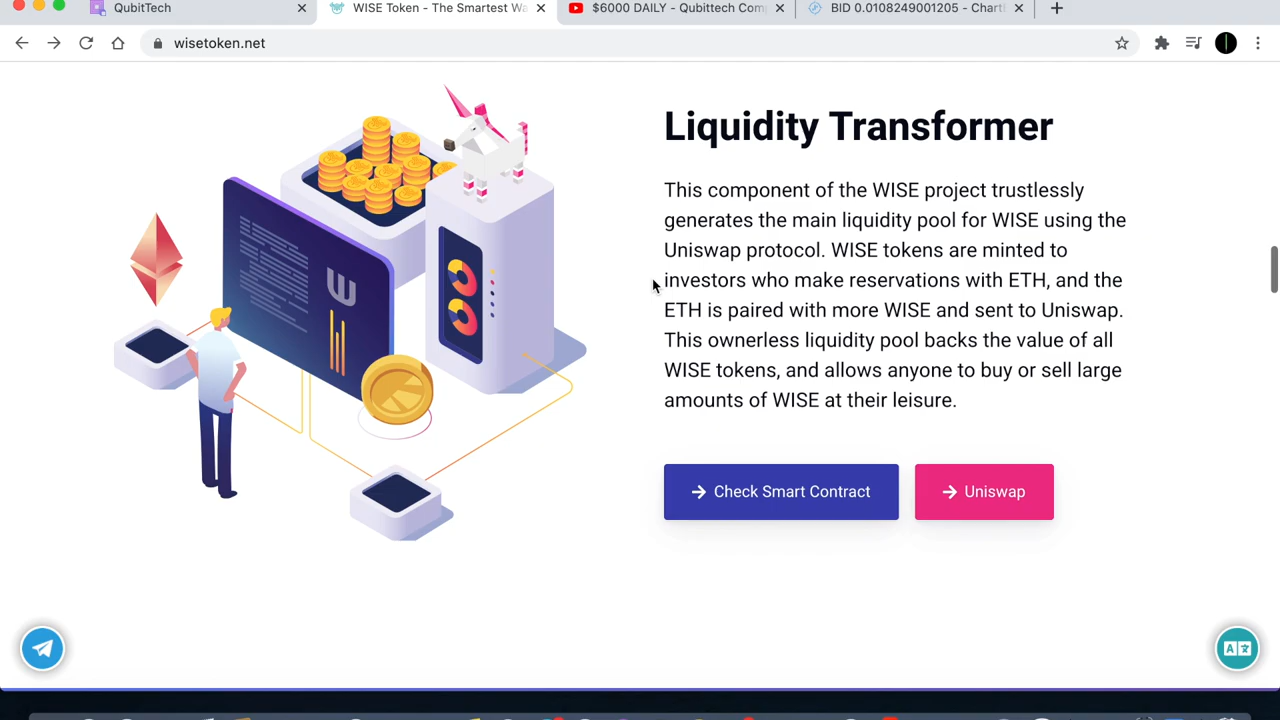 QubitTech
WISE Token - The Smartest Wa
$6000 DAILY - Qubittech Comp
BID 0.0108249001205 - Charti
wisetoken.net
Liquidity Transformer
This component of the WISE project trustlessly
generates the main liquidity pool for WISE using the
Uniswap protocol. WISE tokens are minted to
investors who make reservations with ETH, and the
ETH is paired with more WISE and sent to Uniswap.
This ownerless liquidity pool backs the value of all
WISE tokens, and allows anyone to buy or sell large
amounts of WISE at their leisure.
Check Smart Contract
Uniswap
W
A